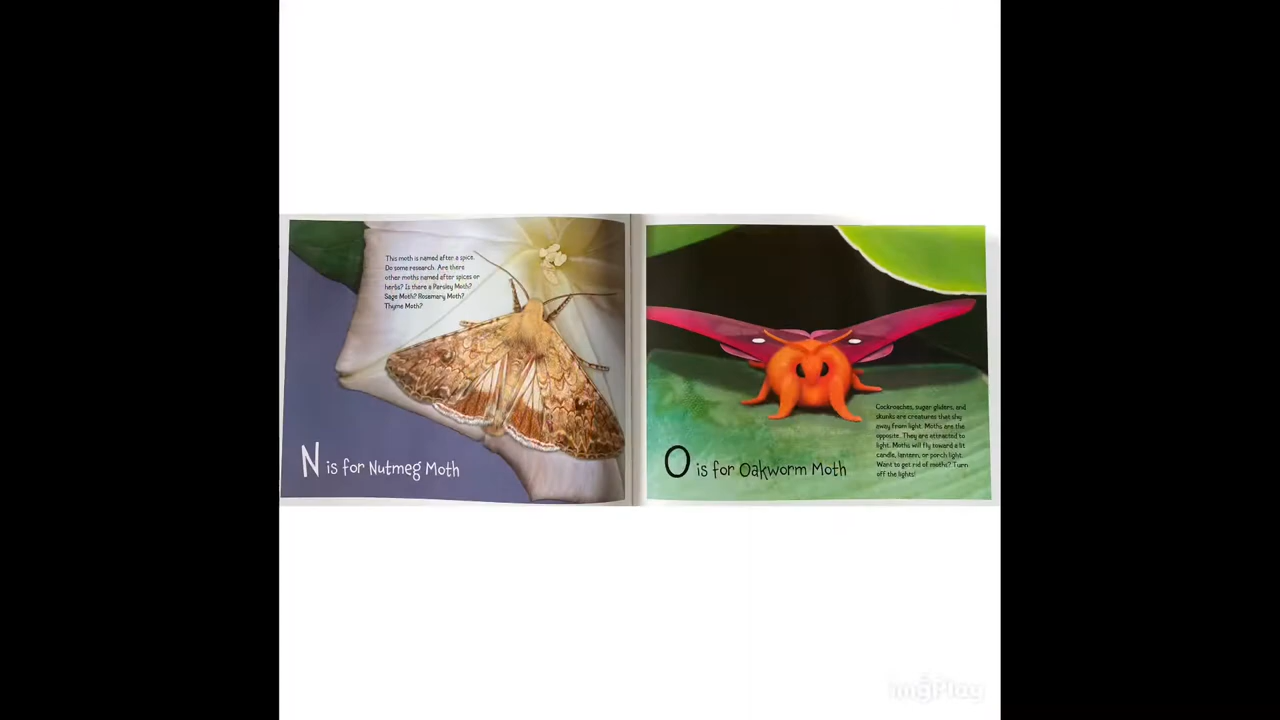 This moth is named after a spice.
Do some research. Are there
other moths named after spices or
herbs? Is there a Parsley Moth?
Sage Moth? Rosemary Moth?
Thyme Moth?
N is for Nutmeg Moth
Cockroaches, sugar gliders, and
skunks are creatures that shy
away from light. Moths are the
opposite. They are attracted to
light. Moths will fly toward a lit
candle, lantern, or porch light.
Want to get rid of moths? Turn
off the lights!
O is for Oakworm Moth
ImgPlay